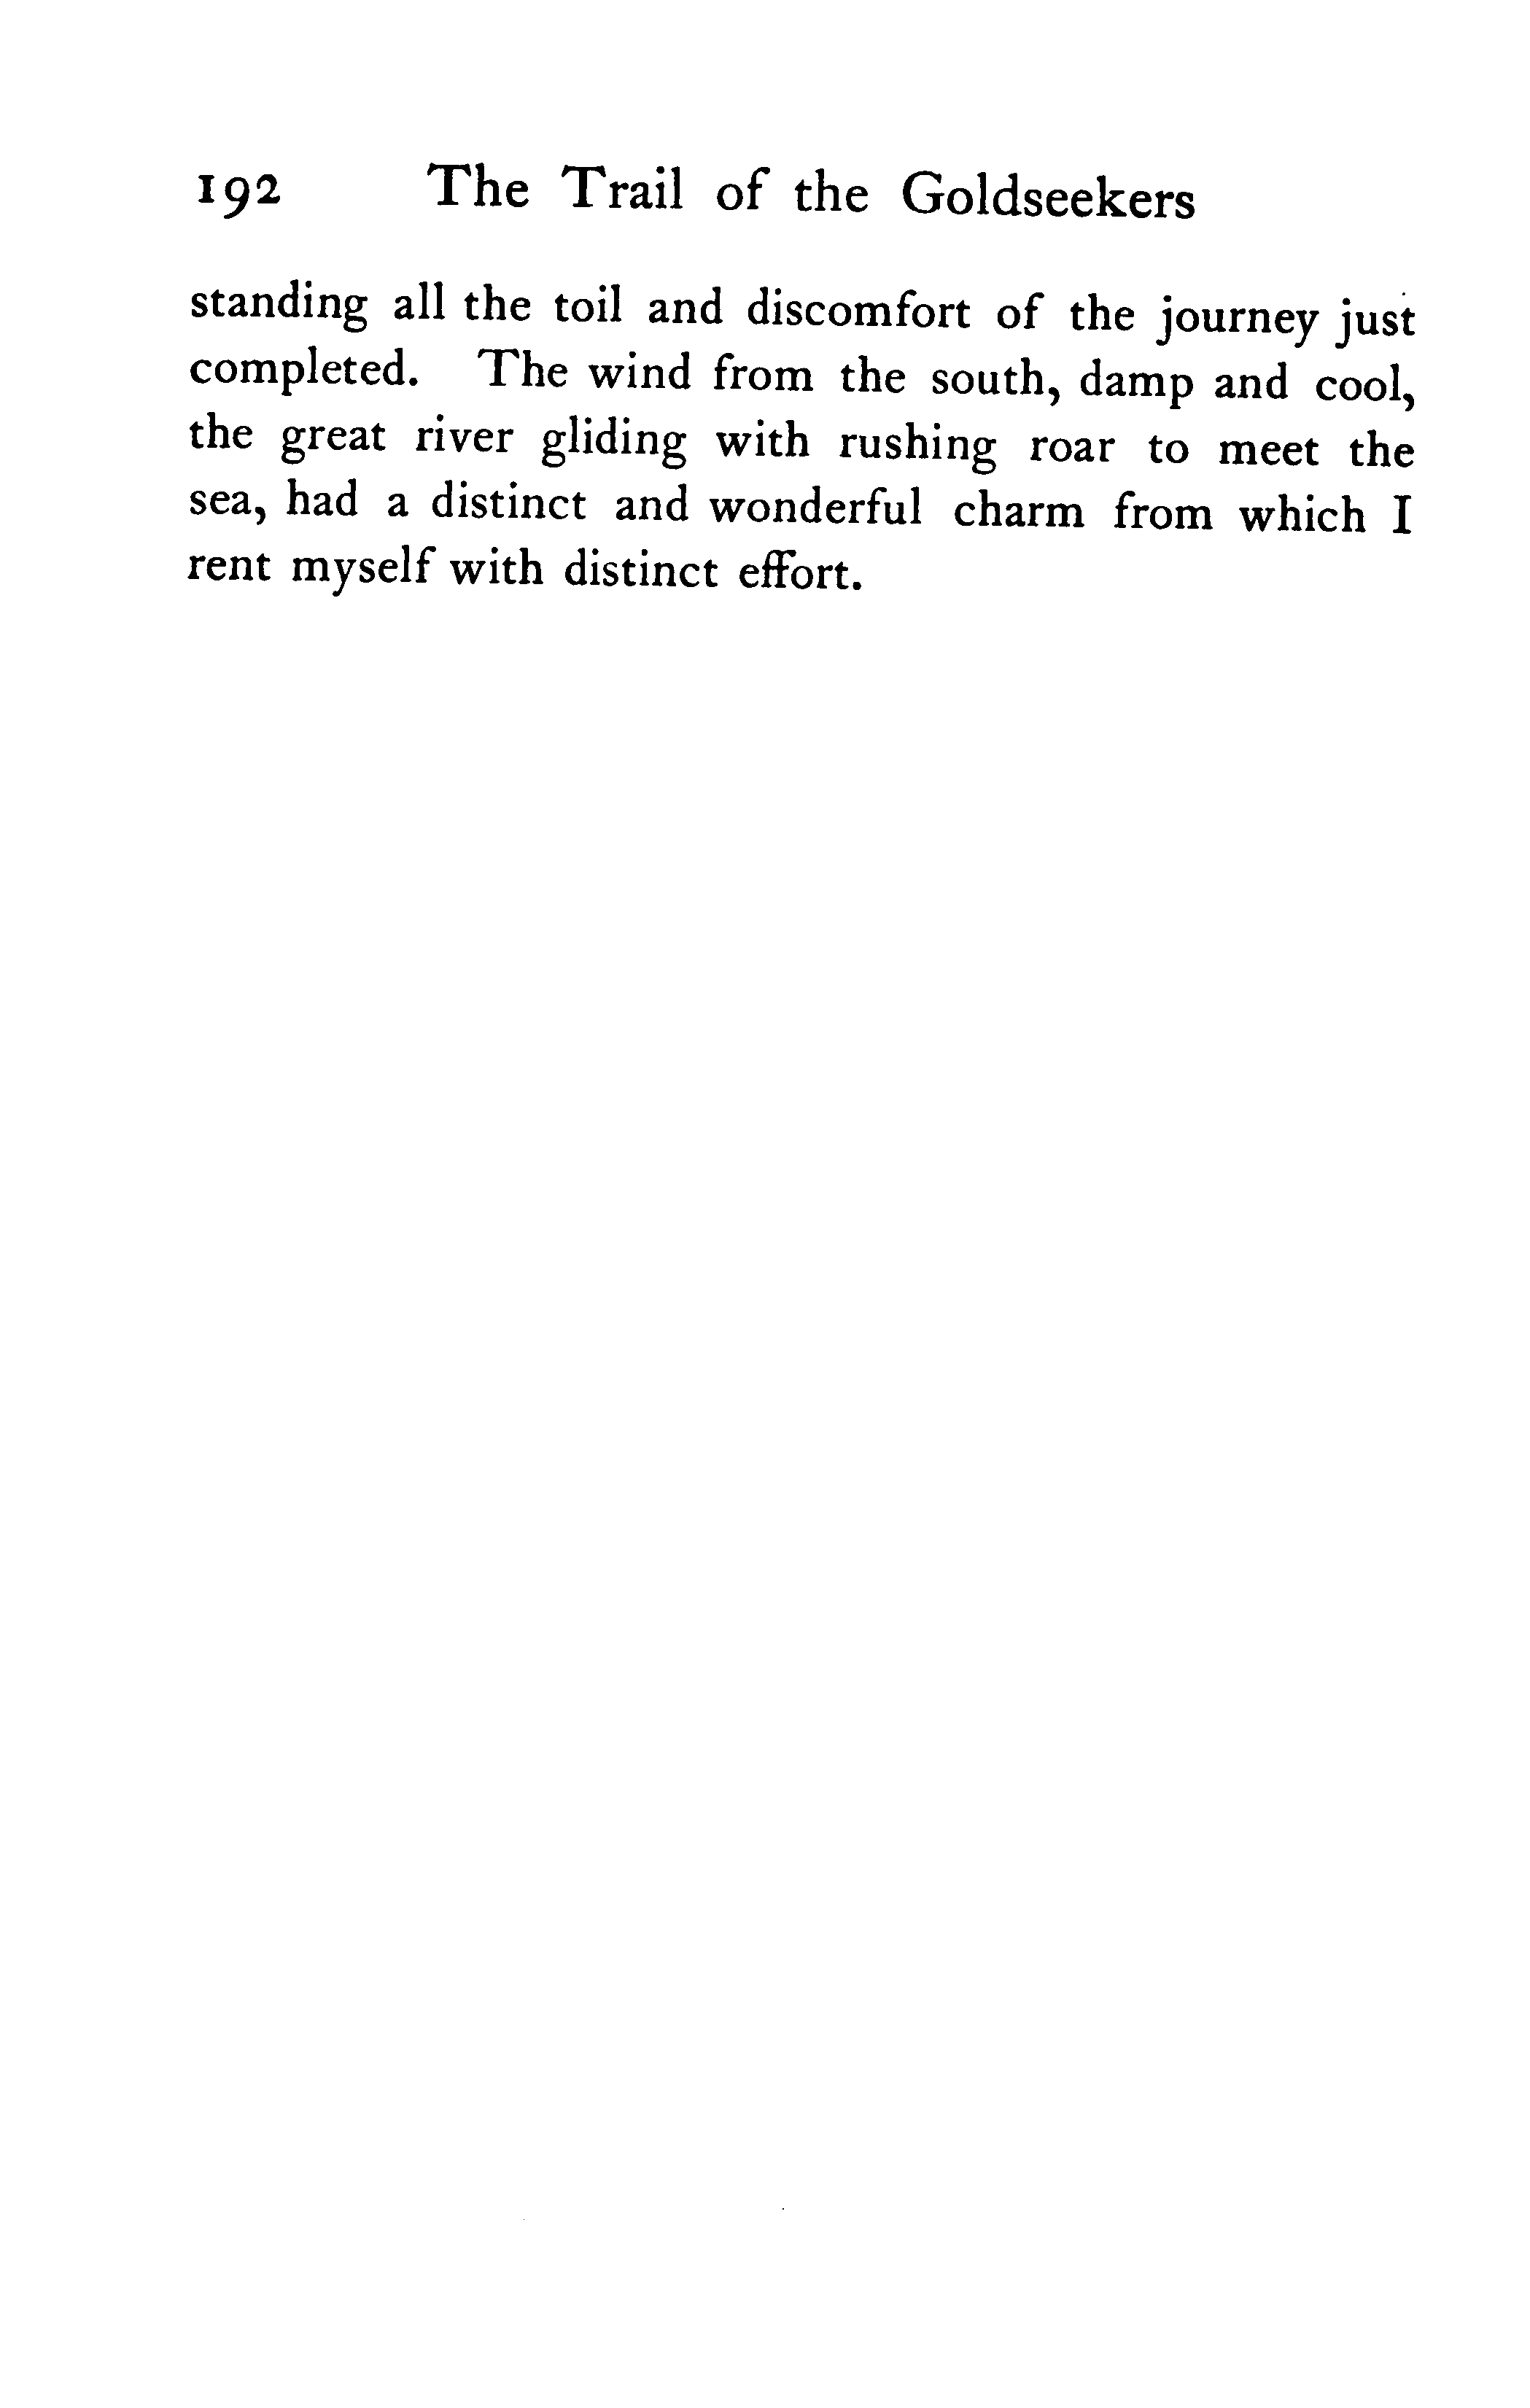 192 The Trail of the Goldseekers
standing all the toil and discomfort of the journey just
completed. The wind from the south, damp and cool,
the great river gliding with rushing roar to meet the
sea, had a distinct and wonderful charm from which I
rent myself with distinct effort.